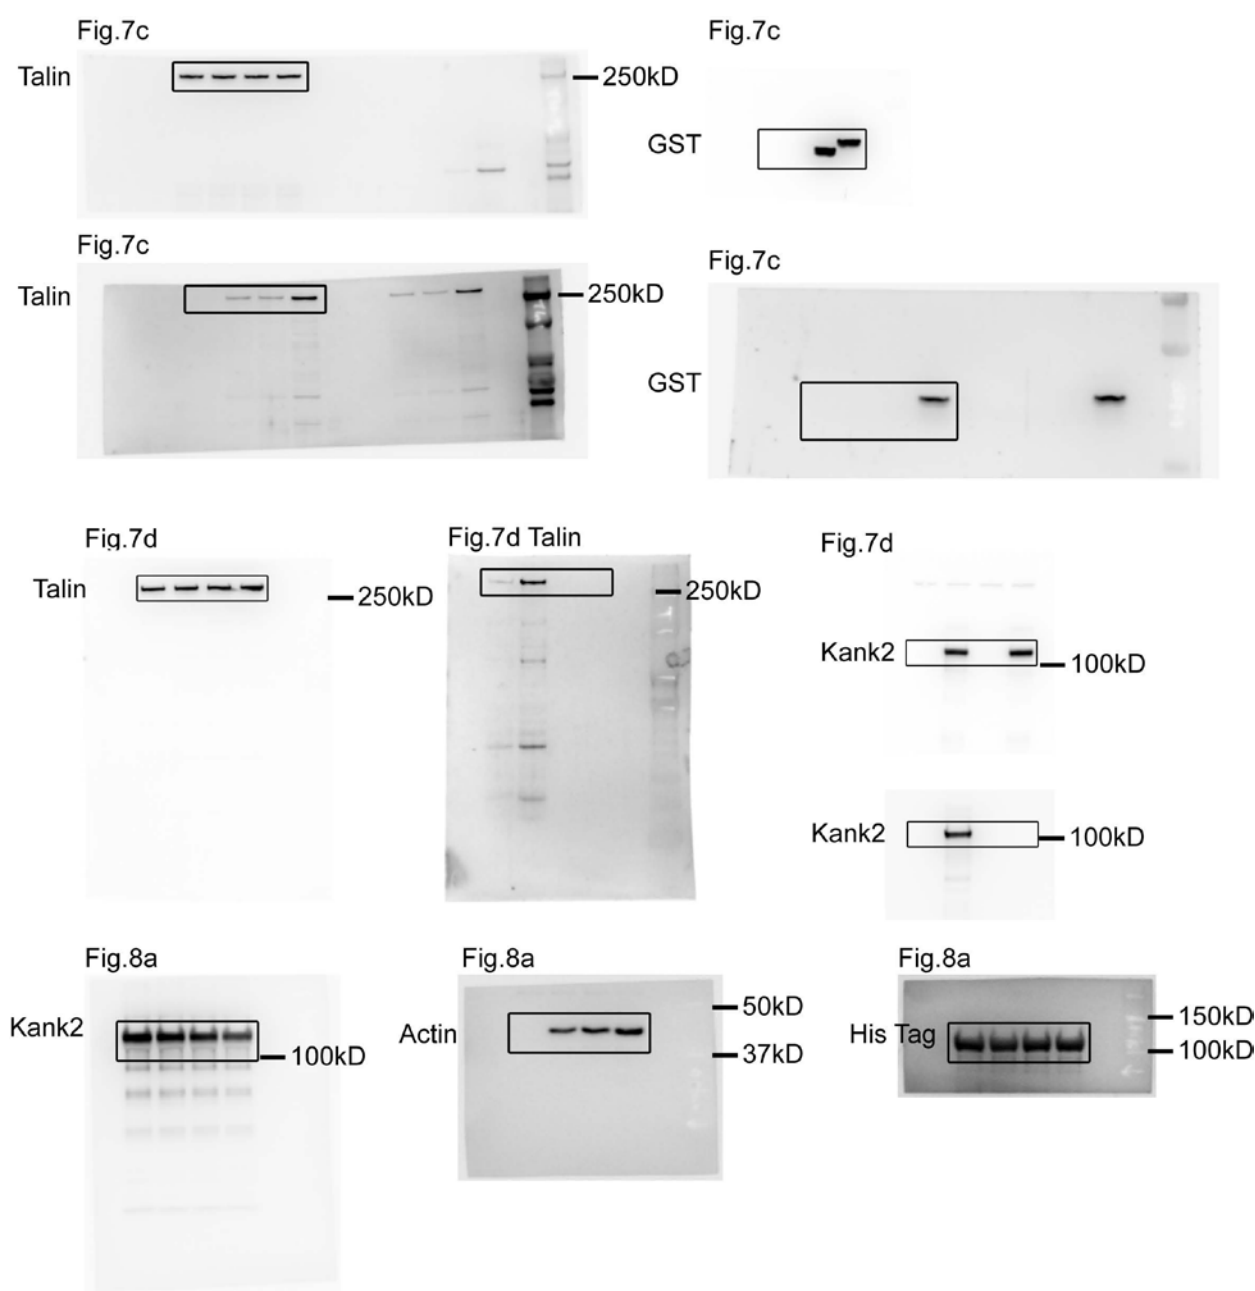 Fig.7c
Fig.7c
Talin
250kD
GST
Fig.7c
Fig.7c
Talin
250kD
GST
Fig.7d
Fig.7d Talin
Fig.7d
Talin
250kD
250kD
Kank2
100kD
Kank2
100kD
Fig.8a
Fig.8a
Fig.8a
Kank2
100kD
Actin
50kD
37kD
His Tag
150kD
100kD